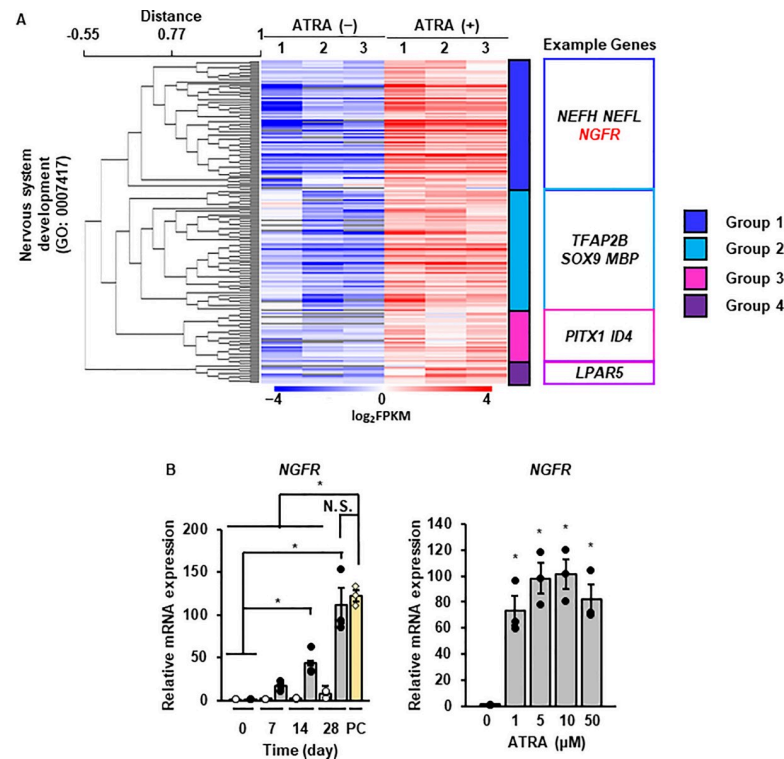 A
Distance
-0.55 0.77 1
ATRA (−) ATRA (+)
1 2 3 1 2 3
Example Genes
Nervous system
development
(GO: 0007417)
NEFH NEFL
NGFR
TFAP2B
SOX9 MBP
PITX1 ID4
LPAR5
Group 1
Group 2
Group 3
Group 4
−4 0 4
log₂FPKM
B
NGFR
*
N.S.
*
*
Relative mRNA expression
200
150
100
50
0
0 7 14 28 PC
Time (day)
NGFR
* * * *
Relative mRNA expression
140
120
100
80
60
40
20
0
0 1 5 10 50
ATRA (μM)